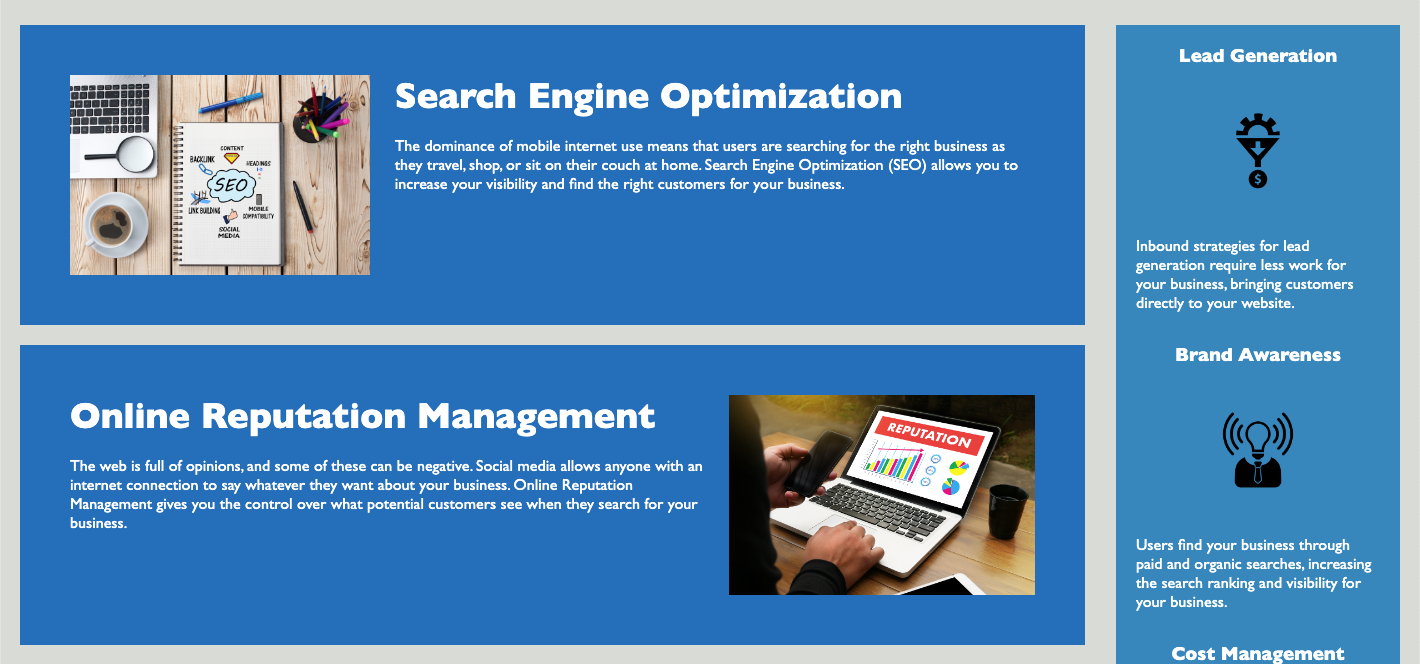 Search Engine Optimization
The dominance of mobile internet use means that users are searching for the right business as
they travel, shop, or sit on their couch at home. Search Engine Optimization (SEO) allows you to
increase your visibility and find the right customers for your business.
CONTENT
BACKLINK
HEADINGS
SEO
LINK BUILDING
MOBILE
COMPATIBILITY
SOCIAL
MEDIA
Online Reputation Management
The web is full of opinions, and some of these can be negative. Social media allows anyone with an
internet connection to say whatever they want about your business. Online Reputation
Management gives you the control over what potential customers see when they search for your
business.
REPUTATION
Lead Generation
$
Inbound strategies for lead
generation require less work for
your business, bringing customers
directly to your website.
Brand Awareness
Users find your business through
paid and organic searches, increasing
the search ranking and visibility for
your business.
Cost Management